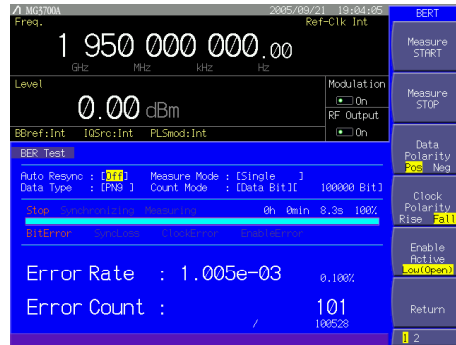 MG3700A 2005/09/21 19:04:05 BERT
Freq. Ref-Clk Int
1 950 000 000.00
GHz MHz kHz Hz
Measure START
Level Modulation
0.00 dBm
On
RF Output
On
Measure STOP
BBref:Int IQSrc:Int PLSmod:Int
BER Test
Data Polarity
Pos Neg
Auto Resync : [Off] Measure Mode : [Single ]
Data Type : [PN9 ] Count Mode : [Data Bit][ 100000 Bit]
Clock Polarity
Rise Fall
Stop Synchronizing Measuring 0h 0min 8.3s 100%
BitError SyncLoss ClockError EnableError
Enable Active
Low(Open)
Error Rate : 1.005e-03 0.100%
Error Count : 101
/ 100528
Return
1 2